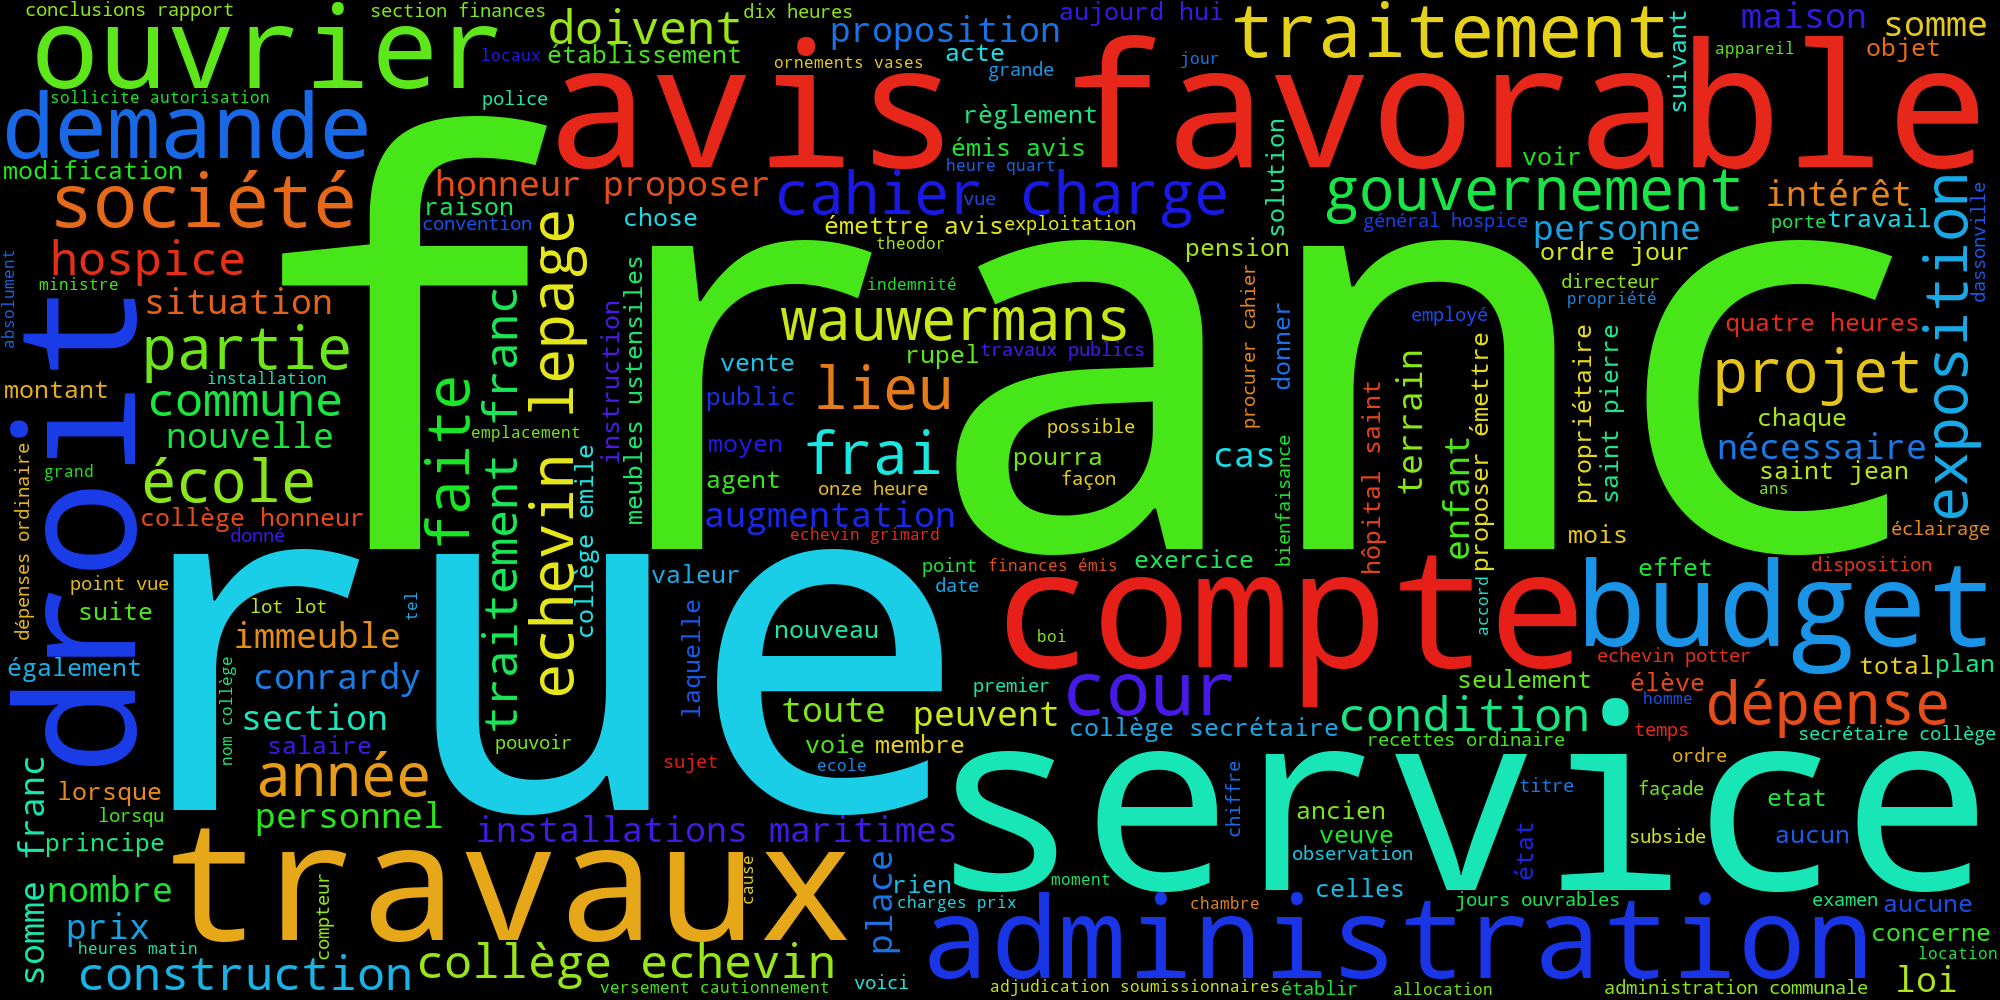 conclusions rapport
section finances
dix heures
aujourd hui
maison
somme
ouvrier
doivent
proposition
traitement
suivant
objet
locaux
établissement
ornements vases
acte
grande
jour
appareil
avis favorable
demande
sollicite autorisation
police
règlement
émis avis
heure quart
solution
voir
modification
société
honneur proposer
cahier charge
vue
gouvernement
intérêt
dassonville
raison
convention
chose
émettre avis
exploitation
général hospice
personne
porte
travail
hospice
theodor
pension
ordre jour
absolument
ministre
franc
echevin lepage
indemnité
directeur
propriété
exposition
situation
droit
partie
traitement franc
instruction
meubles ustensiles
wauwermans
rupel
travaux publics
procurer cahier
donner
employé
quatre heures
montant
installation
commune
faite
vente
public
lieu
hôpital saint
terrain
proposer émettre
propriétaire
saint pierre
projet
nouvelle
emplacement
moyen
frai
possible
cas
chaque
nécessaire
dépenses ordinaire
grand
école
collège emile
agent
onze heure
pourra
façon
bienfaisance
enfant
saint jean
ans
collège honneur
donné
augmentation
echevin grimard
mois
éclairage
point vue
rue
valeur
point
finances émis
exercice
date
compte
accord
effet
budget
disposition
suite
lot lot
tel
immeuble
laquelle
nouveau
boi
echevin potter
également
nom collège
conrardy
premier
cour
seulement
élève
total
plan
section
toute
peuvent
collège secrétaire
condition
homme
dépense
salaire
pouvoir
voie
membre
recettes ordinaire
temps
secrétaire collège
somme franc
lorsque
année
sujet
ecole
service
chiffre
titre
ordre
façade
etat
lorsqu
personnel
installations maritimes
ancien
veuve
observation
état
subside
aucun
principe
travaux
cause
place
rien
moment
celles
somme
nombre
compteur
charges prix
chambre
jours ouvrables
examen
aucune
prix
heures matin
administration
concerne
location
construction
collège echevin
versement cautionnement
voici
adjudication soumissionnaires
établir
allocation
administration communale
loi